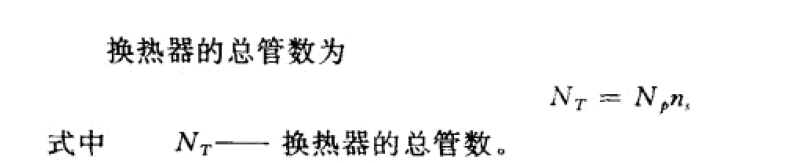 换热器的总管数为
N_T = N_p n_s
式中 N_T—— 换热器的总管数。